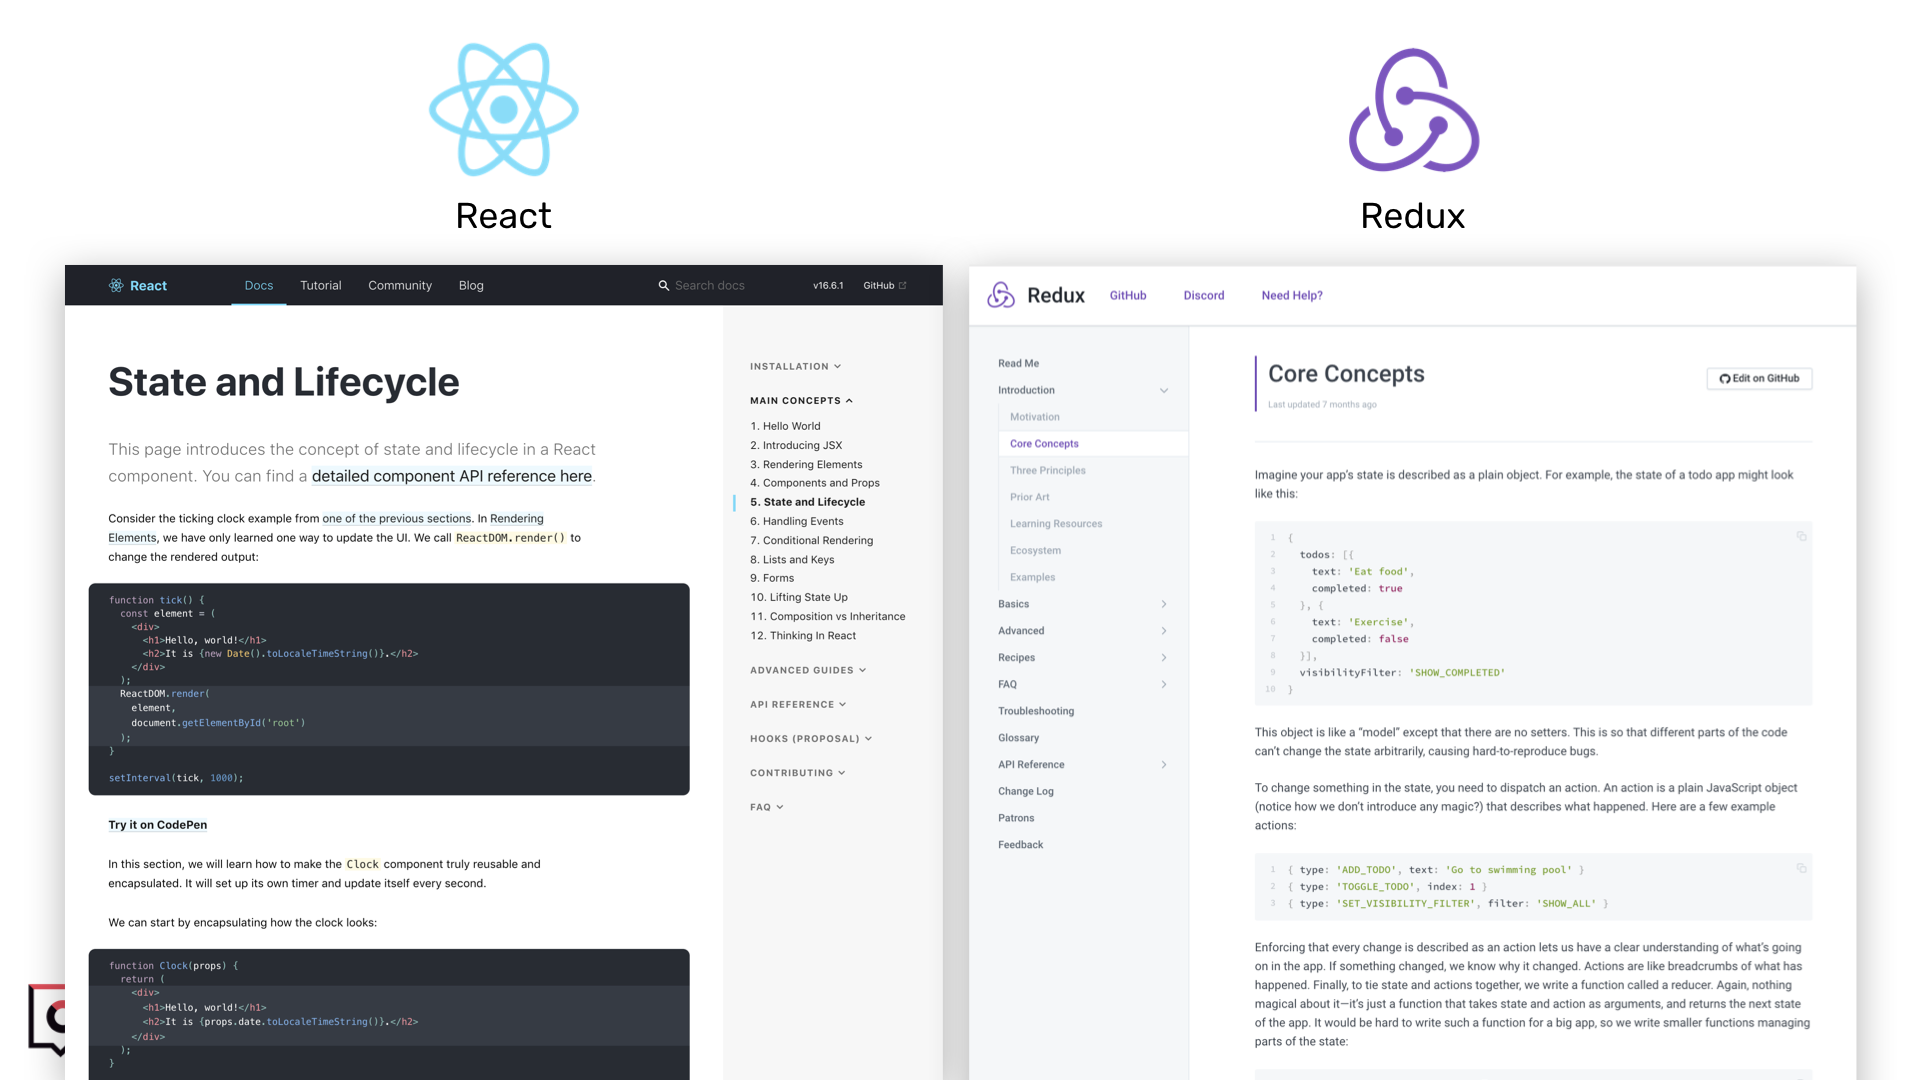 React
Redux
React
Docs
Tutorial
Community
Blog
Search docs
v16.6.1
GitHub
State and Lifecycle
This page introduces the concept of state and lifecycle in a React
component. You can find a detailed component API reference here.
Consider the ticking clock example from one of the previous sections. In Rendering
Elements, we have only learned one way to update the UI. We call ReactDOM.render() to
change the rendered output:
function tick() {
const element = (
<div>
<h1>Hello, world!</h1>
<h2>It is {new Date().toLocaleTimeString()}.</h2>
</div>
);
ReactDOM.render(
element,
document.getElementById('root')
);
}
setInterval(tick, 1000);
Try it on CodePen
In this section, we will learn how to make the Clock component truly reusable and
encapsulated. It will set up its own timer and update itself every second.
We can start by encapsulating how the clock looks:
function Clock(props) {
return (
<div>
<h1>Hello, world!</h1>
<h2>It is {props.date.toLocaleTimeString()}.</h2>
</div>
);
}
INSTALLATION
MAIN CONCEPTS
1. Hello World
2. Introducing JSX
3. Rendering Elements
4. Components and Props
5. State and Lifecycle
6. Handling Events
7. Conditional Rendering
8. Lists and Keys
9. Forms
10. Lifting State Up
11. Composition vs Inheritance
12. Thinking In React
ADVANCED GUIDES
API REFERENCE
HOOKS (PROPOSAL)
CONTRIBUTING
FAQ
Redux
GitHub
Discord
Need Help?
Read Me
Introduction
Motivation
Core Concepts
Three Principles
Prior Art
Learning Resources
Ecosystem
Examples
Basics
Advanced
Recipes
FAQ
Troubleshooting
Glossary
API Reference
Change Log
Patrons
Feedback
Core Concepts
Edit on GitHub
Last updated 7 months ago
Imagine your app's state is described as a plain object. For example, the state of a todo app might look
like this:
1 {
2 todos: [{
3 text: 'Eat food',
4 completed: true
5 }, {
6 text: 'Exercise',
7 completed: false
8 }],
9 visibilityFilter: 'SHOW_COMPLETED'
10 }
This object is like a “model” except that there are no setters. This is so that different parts of the code
can't change the state arbitrarily, causing hard-to-reproduce bugs.
To change something in the state, you need to dispatch an action. An action is a plain JavaScript object
(notice how we don't introduce any magic?) that describes what happened. Here are a few example
actions:
1 { type: 'ADD_TODO', text: 'Go to swimming pool' }
2 { type: 'TOGGLE_TODO', index: 1 }
3 { type: 'SET_VISIBILITY_FILTER', filter: 'SHOW_ALL' }
Enforcing that every change is described as an action lets us have a clear understanding of what's going
on in the app. If something changed, we know why it changed. Actions are like breadcrumbs of what has
happened. Finally, to tie state and actions together, we write a function called a reducer. Again, nothing
magical about it—it's just a function that takes state and action as arguments, and returns the next state
of the app. It would be hard to write such a function for a big app, so we write smaller functions managing
parts of the state: